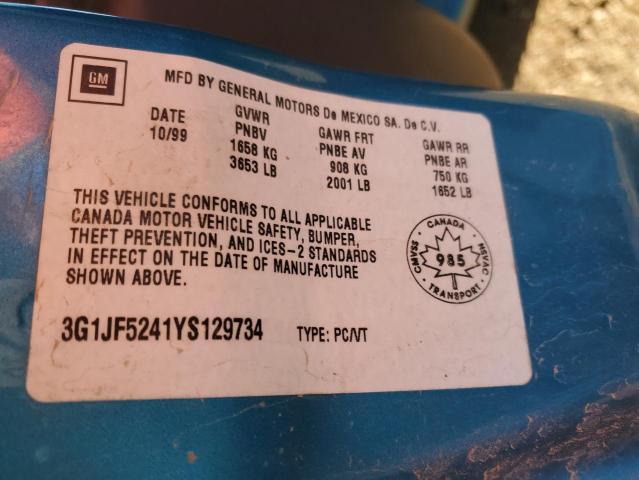 GM
MFD BY GENERAL MOTORS De MEXICO SA. De C.V.
DATE
10/99
GVWR
PNBV
1658 KG
3653 LB
GAWR FRT
PNBE AV
908 KG
2001 LB
GAWR RR
PNBE AR
750 KG
1652 LB
THIS VEHICLE CONFORMS TO ALL APPLICABLE
CANADA MOTOR VEHICLE SAFETY, BUMPER,
THEFT PREVENTION, AND ICES-2 STANDARDS
IN EFFECT ON THE DATE OF MANUFACTURE
SHOWN ABOVE.
CANADA
CMVSS
985
NSVAC
TRANSPORT
3G1JF5241YS129734
TYPE: PC/VT